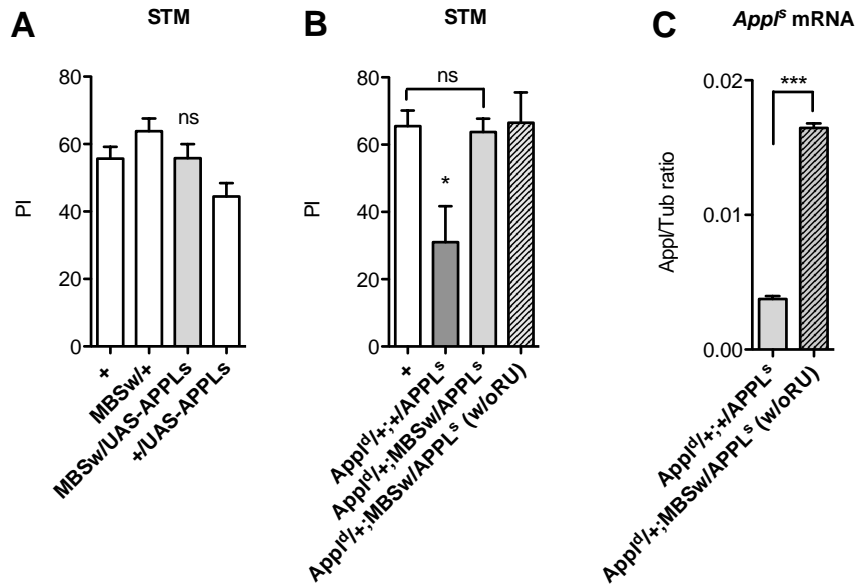 A
STM
PI
80
60
40
20
0
ns
+
MBSw/+
MBSw/UAS-APPLs
+/UAS-APPLs
B
STM
PI
80
60
40
20
0
ns
*
+
Appl^d/+;+/APPL^s
Appl^d/+;MBSw/APPL^s
Appl^d/+;MBSw/APPL^s (w/oRU)
C
Appl^s mRNA
Appl/Tub ratio
0.02
0.01
0.00
***
Appl^d/+;+/APPL^s
Appl^d/+;MBSw/APPL^s (w/oRU)